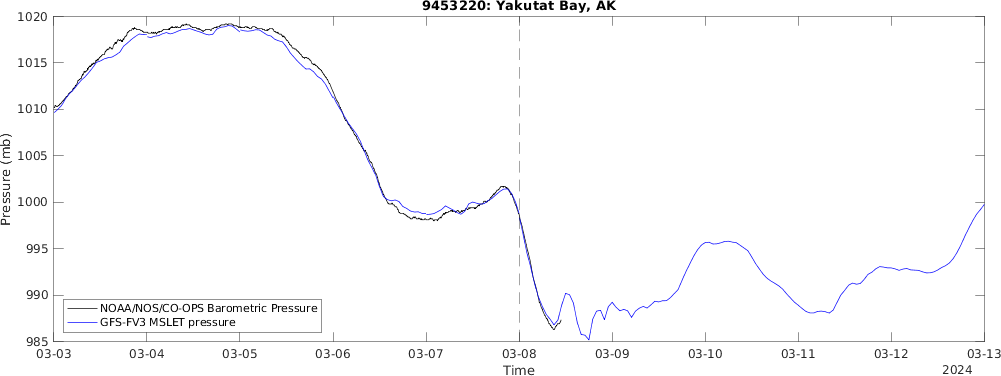 9453220: Yakutat Bay, AK
1020
1015
1010
1005
1000
995
990
985
Pressure (mb)
NOAA/NOS/CO-OPS Barometric Pressure
GFS-FV3 MSLET pressure
03-03 03-04 03-05 03-06 03-07 03-08 03-09 03-10 03-11 03-12 03-13
Time
2024